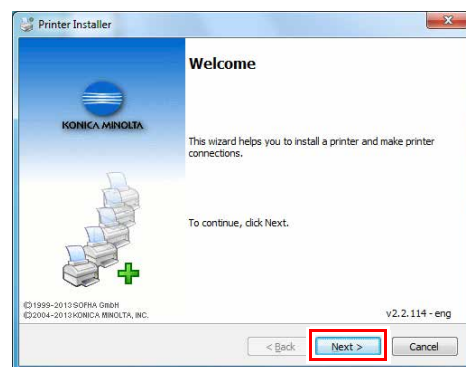 Printer Installer
Welcome
KONICA MINOLTA
This wizard helps you to install a printer and make printer
connections.
To continue, click Next.
©1999-2013 SOFHA GmbH
©2004-2013 KONICA MINOLTA, INC.
v2.2.114 - eng
< Back
Next >
Cancel